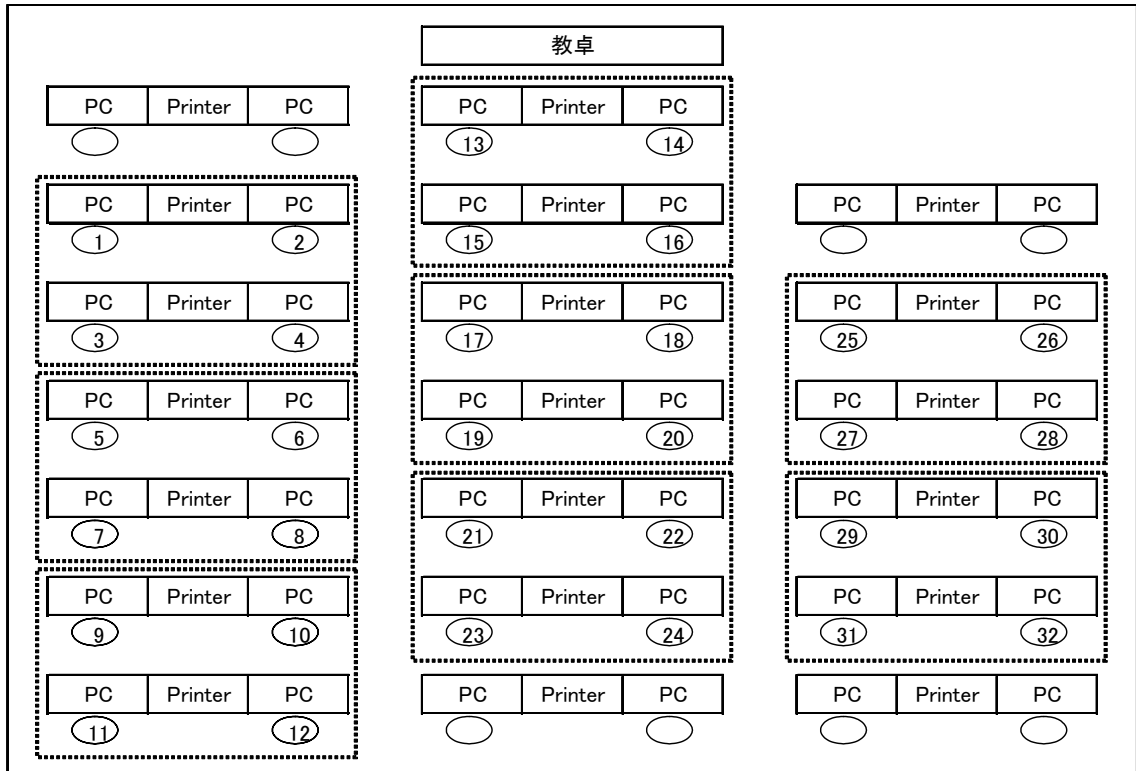 教卓
PC Printer PC
PC Printer PC
13 14
PC Printer PC
1 2
PC Printer PC
15 16
PC Printer PC
PC Printer PC
3 4
PC Printer PC
17 18
PC Printer PC
25 26
PC Printer PC
5 6
PC Printer PC
19 20
PC Printer PC
27 28
PC Printer PC
7 8
PC Printer PC
21 22
PC Printer PC
29 30
PC Printer PC
9 10
PC Printer PC
23 24
PC Printer PC
31 32
PC Printer PC
11 12
PC Printer PC
PC Printer PC